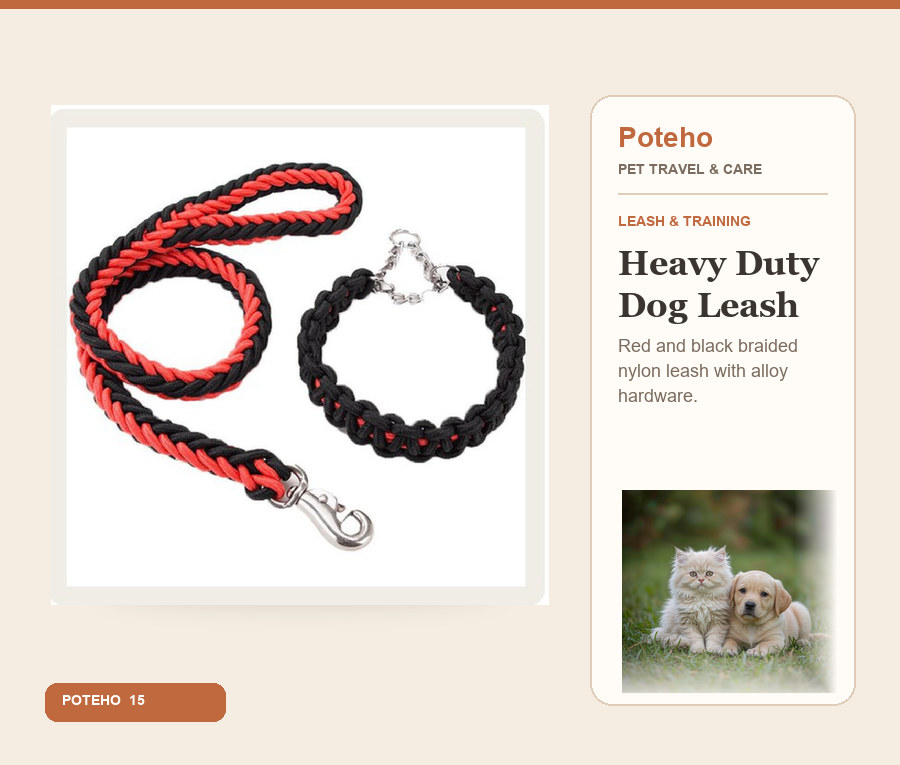 Poteho
PET TRAVEL & CARE
LEASH & TRAINING
Heavy Duty
Dog Leash
Red and black braided
nylon leash with alloy
hardware.
POTEHO 15